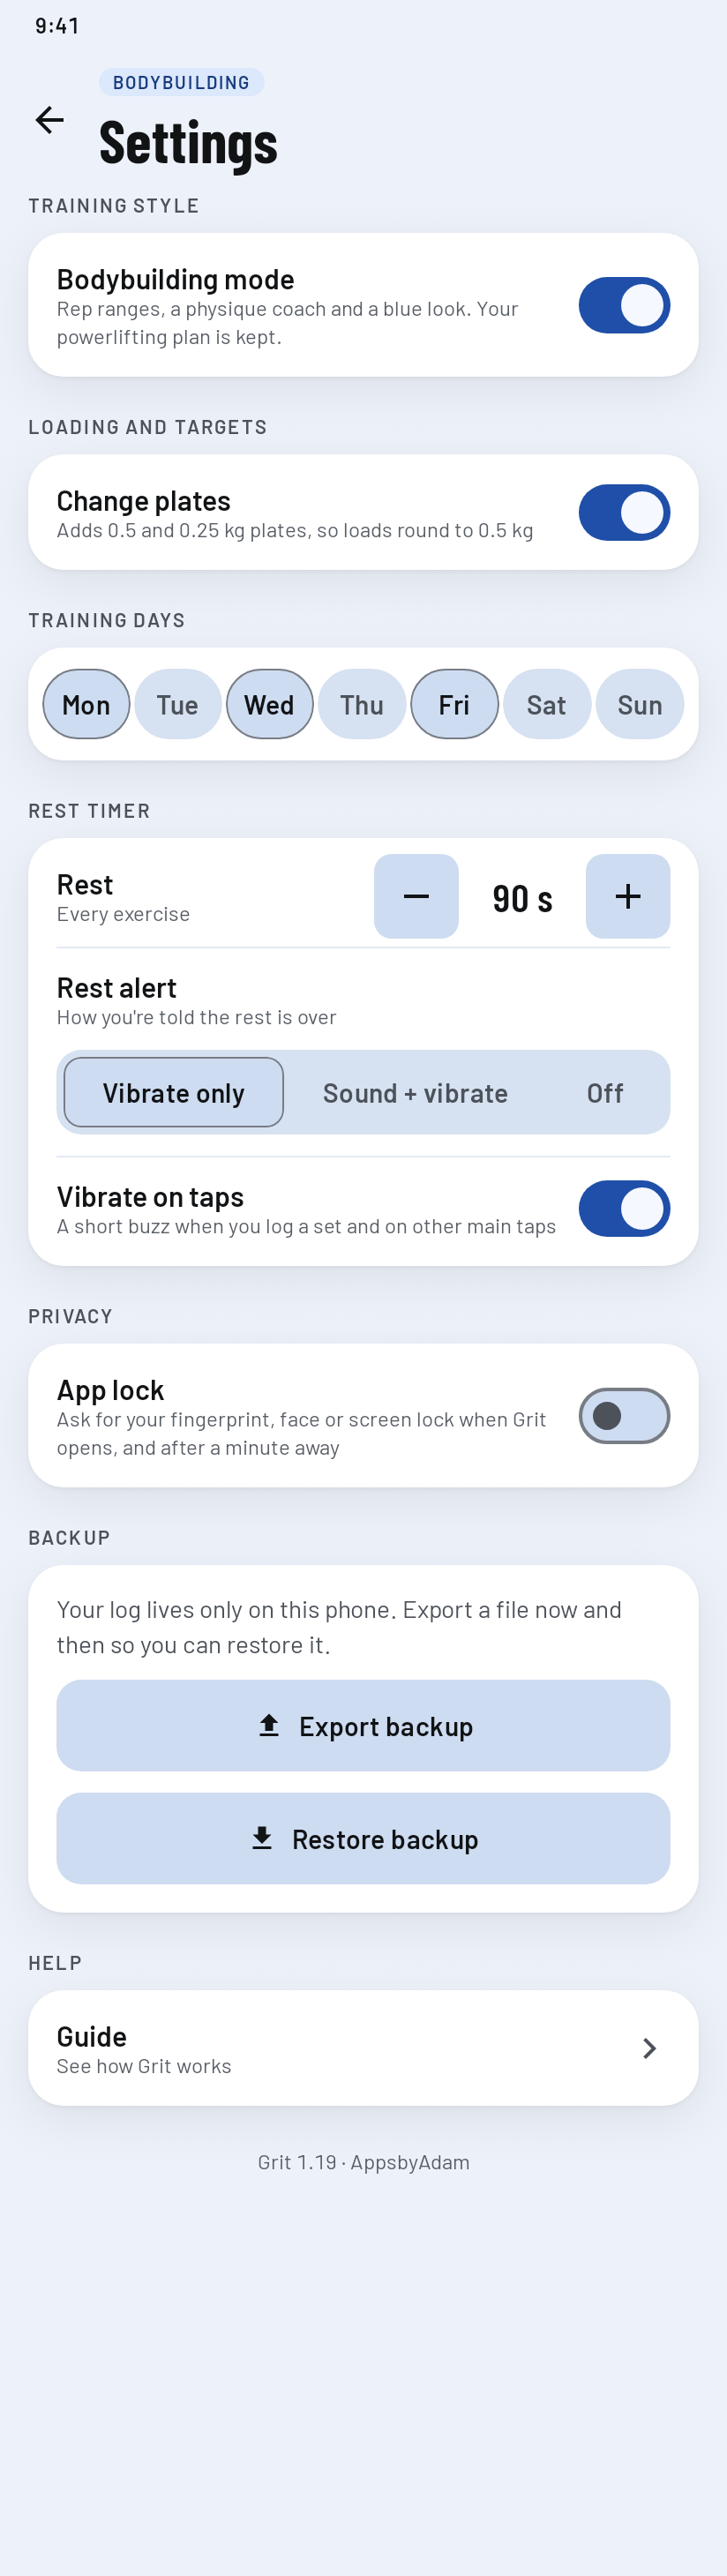 9:41
BODYBUILDING
Settings
TRAINING STYLE
Bodybuilding mode
Rep ranges, a physique coach and a blue look. Your
powerlifting plan is kept.
LOADING AND TARGETS
Change plates
Adds 0.5 and 0.25 kg plates, so loads round to 0.5 kg
TRAINING DAYS
Mon Tue Wed Thu Fri Sat Sun
REST TIMER
Rest
Every exercise
90 s
Rest alert
How you're told the rest is over
Vibrate only Sound + vibrate Off
Vibrate on taps
A short buzz when you log a set and on other main taps
PRIVACY
App lock
Ask for your fingerprint, face or screen lock when Grit
opens, and after a minute away
BACKUP
Your log lives only on this phone. Export a file now and
then so you can restore it.
Export backup
Restore backup
HELP
Guide
See how Grit works
Grit 1.19 · AppsbyAdam